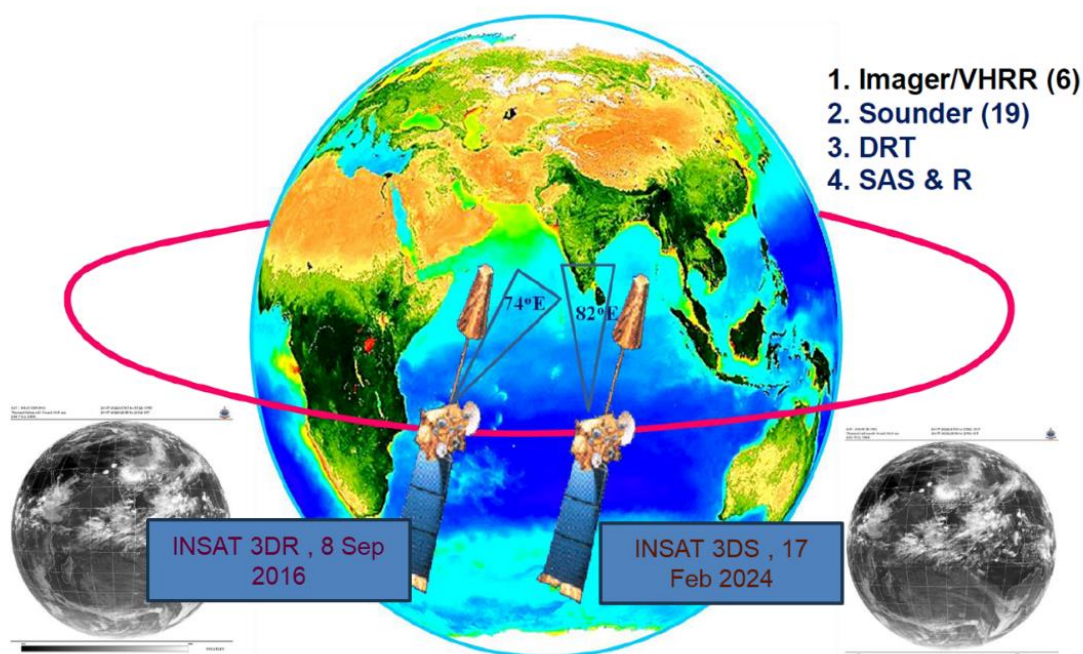 1. Imager/VHRR (6)
2. Sounder (19)
3. DRT
4. SAS & R
74°E
82°E
INSAT 3DR , 8 Sep
2016
INSAT 3DS , 17
Feb 2024